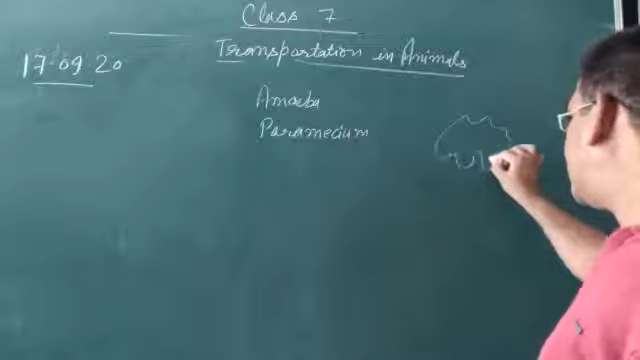 Class 7
17.09.20
Transportation in Animals
Amoeba
Paramecium